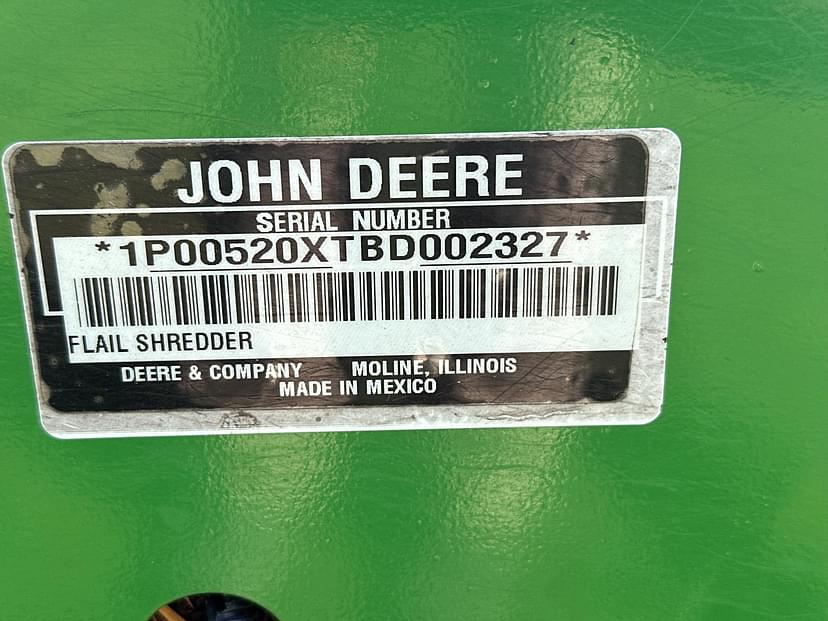 JOHN DEERE
SERIAL NUMBER
*1P00520XTBD002327*
FLAIL SHREDDER
DEERE & COMPANY MOLINE, ILLINOIS
MADE IN MEXICO